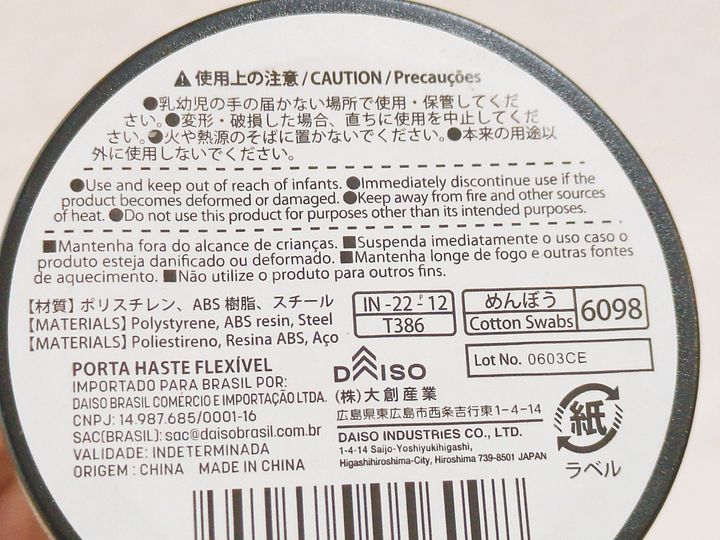 ⚠使用上の注意/CAUTION/Precauções
●乳幼児の手の届かない場所で使用・保管してくだ
さい。●変形・破損した場合、直ちに使用を中止してくだ
さい。●火や熱源のそばに置かないでください。●本来の用途以
外に使用しないでください。
●Use and keep out of reach of infants. ●Immediately discontinue use if the
product becomes deformed or damaged. ●Keep away from fire and other sources
of heat. ●Do not use this product for purposes other than its intended purposes.
■Mantenha fora do alcance de crianças. ■Suspenda imediatamente o uso caso o
produto esteja danificado ou deformado. ■Mantenha longe de fogo e outras fontes
de aquecimento. ■Não utilize o produto para outros fins.
【材質】ポリスチレン、ABS 樹脂、スチール
【MATERIALS】Polystyrene, ABS resin, Steel
【MATERIALS】Poliestireno, Resina ABS, Aço
IN -22-12
T386
めんぼう
Cotton Swabs
6098
Lot No. 0603CE
PORTA HASTE FLEXÍVEL
IMPORTADO PARA BRASIL POR:
DAISO BRASIL COMÉRCIO E IMPORTAÇÃO LTDA.
CNPJ: 14.987.685/0001-16
SAC(BRASIL): sac@daisobrasil.com.br
VALIDADE: INDETERMINADA
ORIGEM : CHINA MADE IN CHINA
DAISO
(株)大創産業
広島県東広島市西条吉行東1-4-14
DAISO INDUSTRIES CO., LTD.
1-4-14 Saijo-Yoshiyukihigashi,
Higashihiroshima-City, Hiroshima 739-8501 JAPAN
紙
ラベル